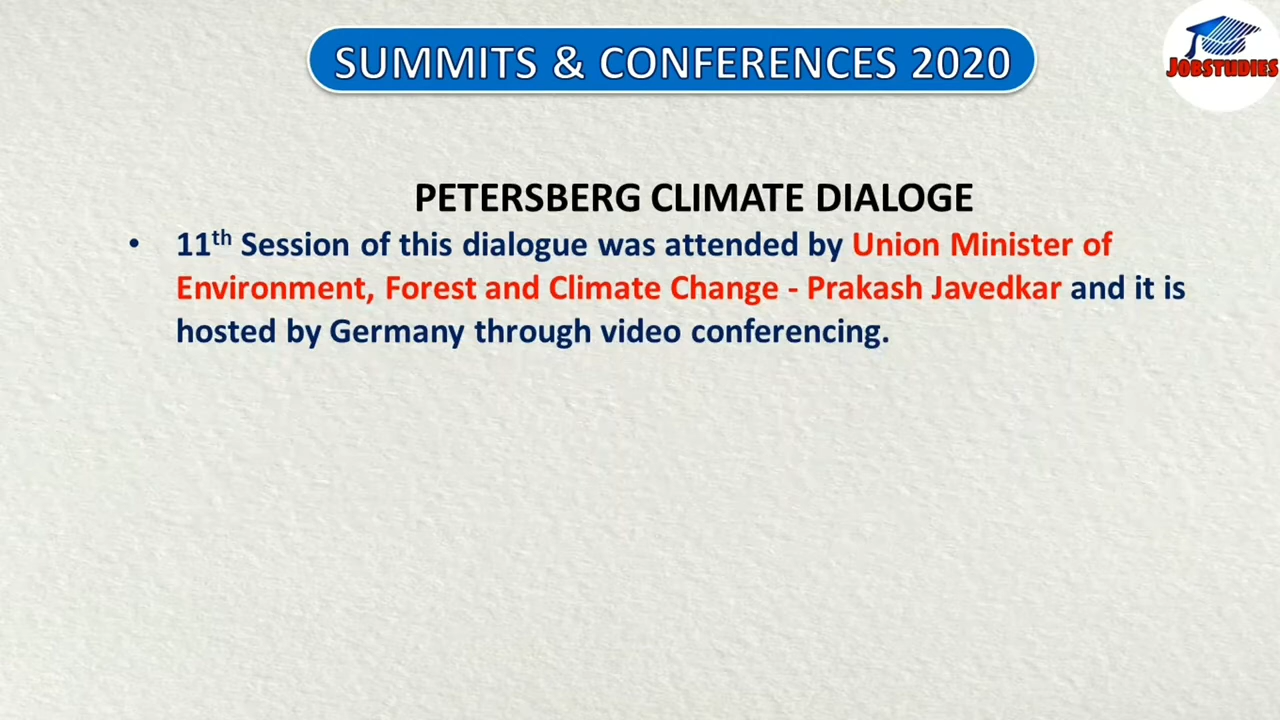 SUMMITS & CONFERENCES 2020
JOBSTUDIES
PETERSBERG CLIMATE DIALOGE
• 11th Session of this dialogue was attended by Union Minister of
Environment, Forest and Climate Change - Prakash Javedkar and it is
hosted by Germany through video conferencing.